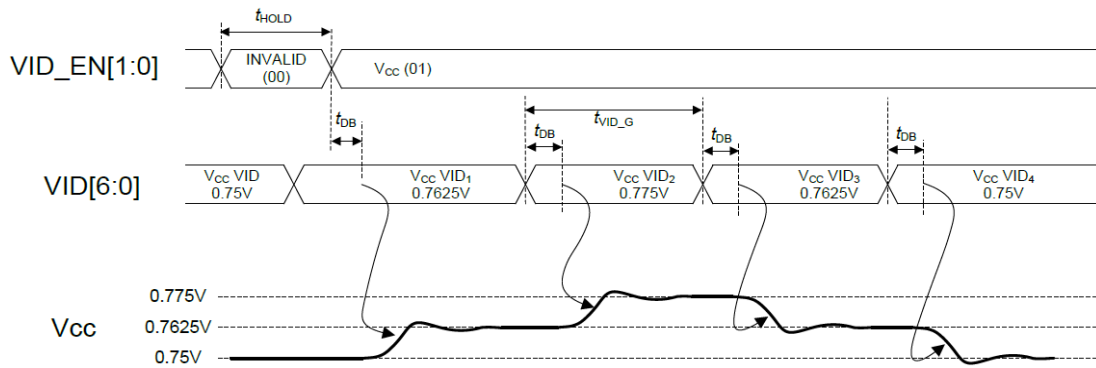 tHOLD
VID_EN[1:0]
INVALID
(00)
VCC (01)
tDB
tDB
tVID_G
tDB
tDB
VID[6:0]
VCC VID
0.75V
VCC VID1
0.7625V
VCC VID2
0.775V
VCC VID3
0.7625V
VCC VID4
0.75V
Vcc
0.775V
0.7625V
0.75V